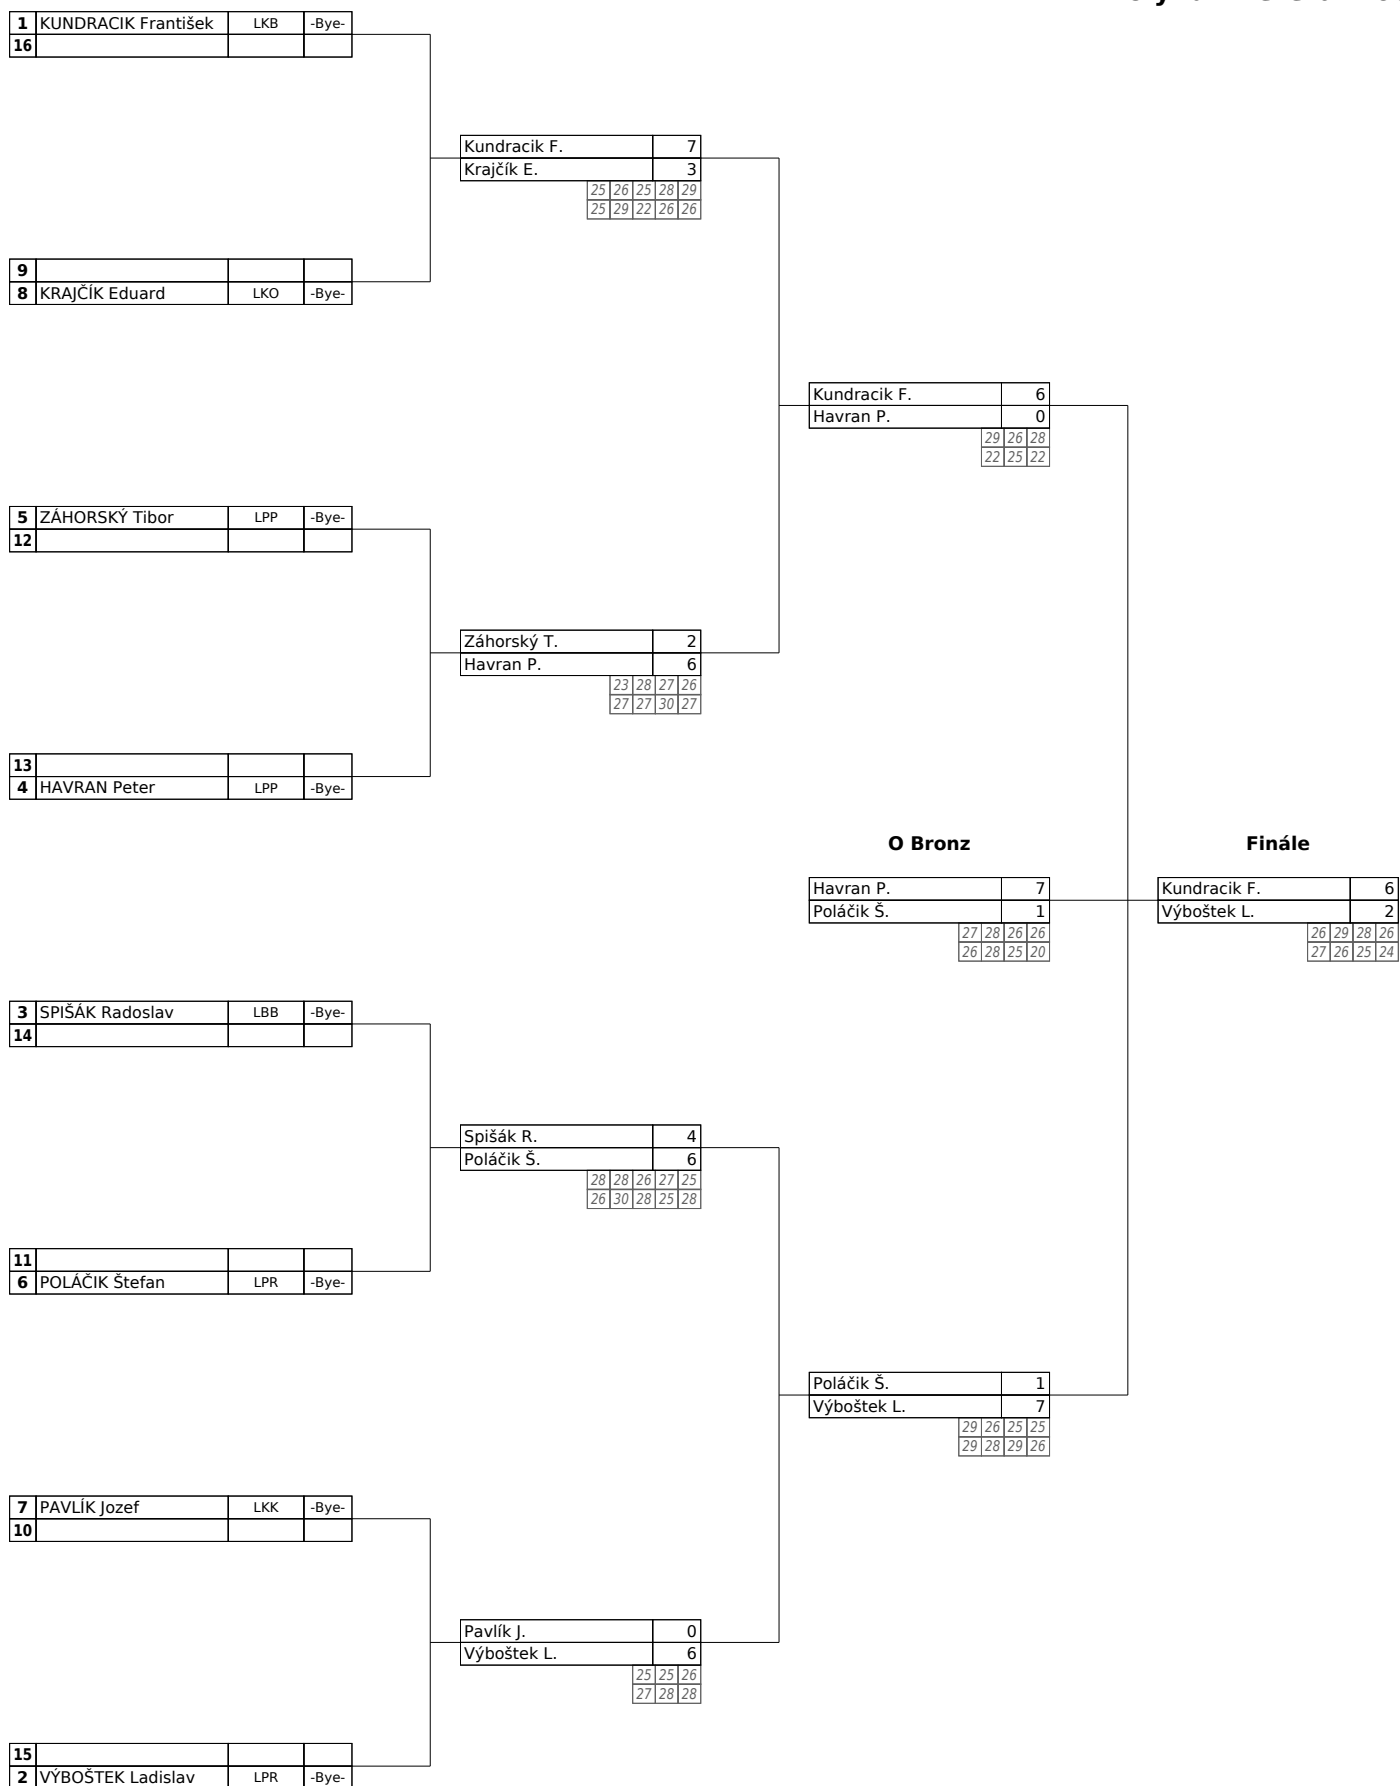 1 KUNDRACIK František LKB -Bye-
16
Kundracik F. 7
Krajčík E. 3
25 26 25 28 29
25 29 22 26 26
9
8 KRAJČÍK Eduard LKO -Bye-
Kundracik F. 6
Havran P. 0
29 26 28
22 25 22
5 ZÁHORSKÝ Tibor LPP -Bye-
12
Záhorský T. 2
Havran P. 6
23 28 27 26
27 27 30 27
13
4 HAVRAN Peter LPP -Bye-
O Bronz Finále
Havran P. 7 Kundracik F. 6
Poláčik Š. 1 Výboštek L. 2
27 28 26 26 26 29 28 26
26 28 25 20 27 26 25 24
3 SPIŠÁK Radoslav LBB -Bye-
14
Spišák R. 4
Poláčik Š. 6
28 28 26 27 25
26 30 28 25 28
11
6 POLÁČIK Štefan LPR -Bye-
Poláčik Š. 1
Výboštek L. 7
29 26 25 25
29 28 29 26
7 PAVLÍK Jozef LKK -Bye-
10
Pavlík J. 0
Výboštek L. 6
25 25 26
27 28 28
15
2 VÝBOŠTEK Ladislav LPR -Bye-